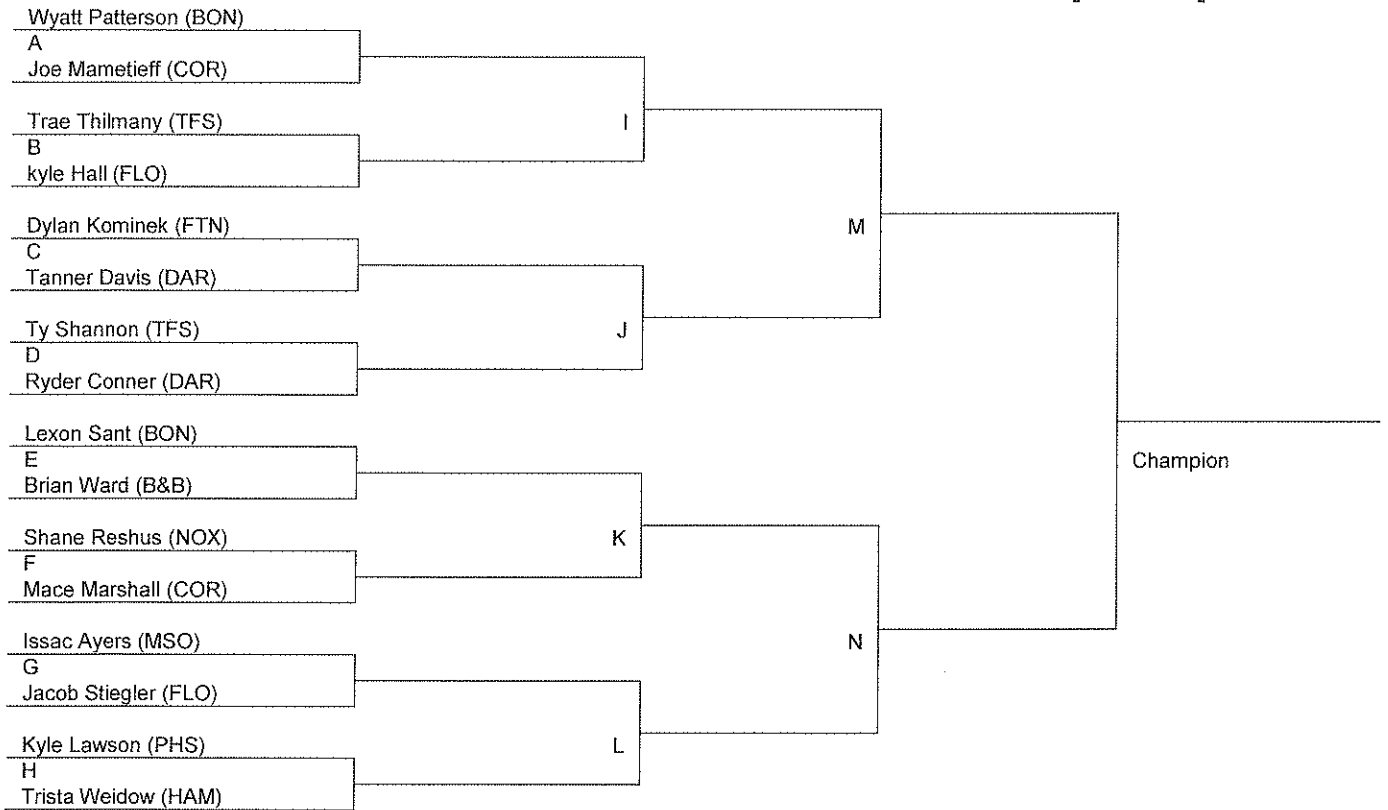 Wyatt Patterson (BON)
A
Joe Mametieff (COR)
Trae Thilmany (TFS)
B
kyle Hall (FLO)
I
Dylan Kominek (FTN)
C
Tanner Davis (DAR)
M
Ty Shannon (TFS)
D
Ryder Conner (DAR)
J
Lexon Sant (BON)
E
Brian Ward (B&B)
Champion
Shane Reshus (NOX)
F
Mace Marshall (COR)
K
Issac Ayers (MSO)
G
Jacob Stiegler (FLO)
N
Kyle Lawson (PHS)
H
Trista Weidow (HAM)
L